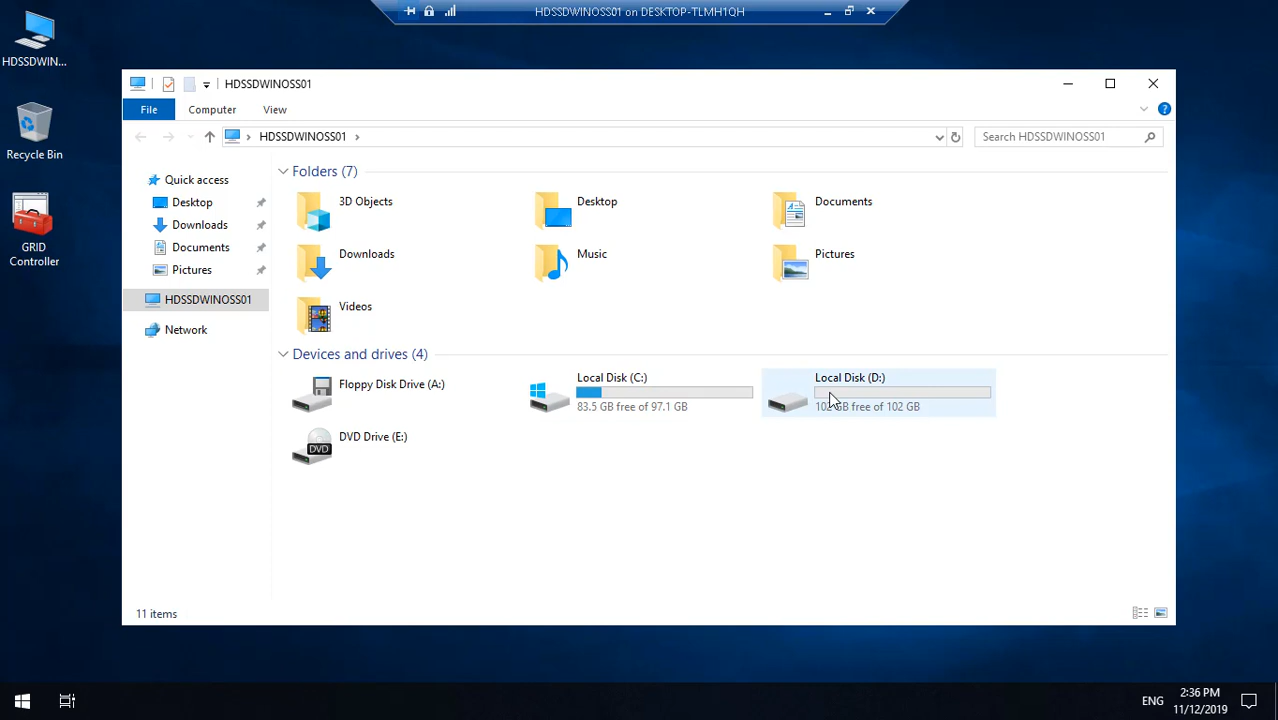 HDSSDWINOSS01 on DESKTOP-TLMH1QH
HDSSDWIN...
Recycle Bin
GRID
Controller
HDSSDWINOSS01
File
Computer
View
HDSSDWINOSS01
Search HDSSDWINOSS01
Quick access
Desktop
Downloads
Documents
Pictures
HDSSDWINOSS01
Network
Folders (7)
3D Objects
Desktop
Documents
Downloads
Music
Pictures
Videos
Devices and drives (4)
Floppy Disk Drive (A:)
Local Disk (C:)
83.5 GB free of 97.1 GB
Local Disk (D:)
GB free of 102 GB
DVD
DVD Drive (E:)
11 items
ENG
2:36 PM
11/12/2019